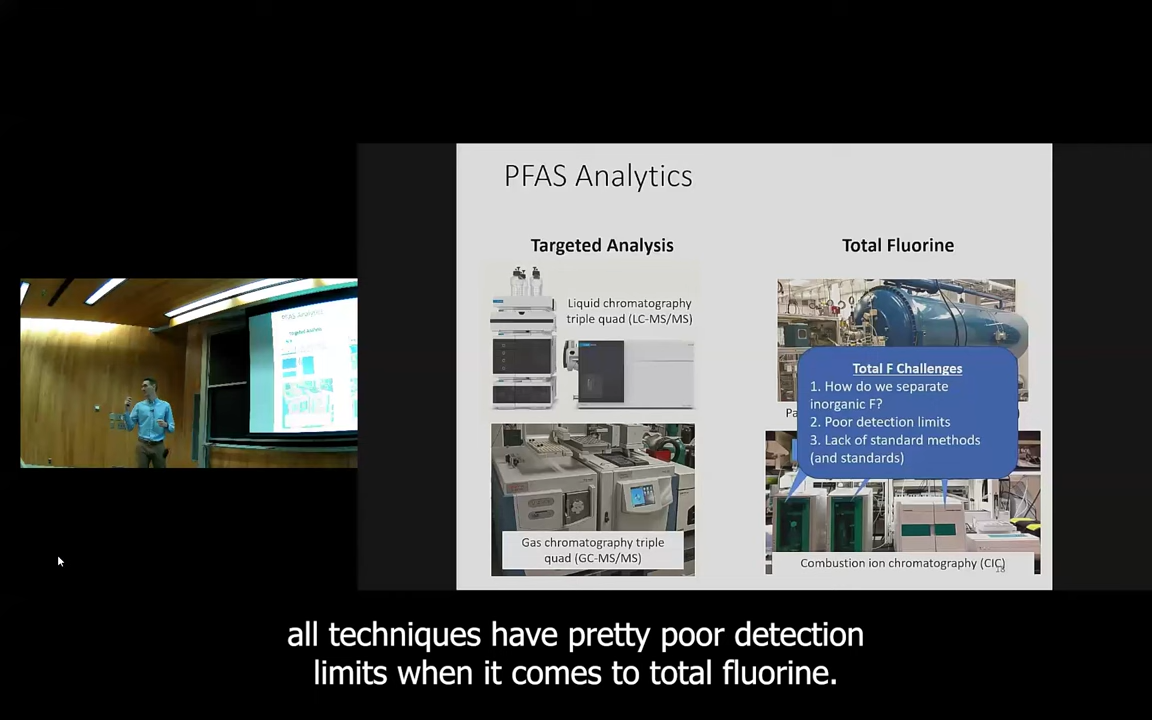 PFAS Analytics
Targeted Analysis
Liquid chromatography
triple quad (LC-MS/MS)
Gas chromatography triple
quad (GC-MS/MS)
Total Fluorine
Total F Challenges
1. How do we separate
inorganic F?
2. Poor detection limits
3. Lack of standard methods
(and standards)
Combustion ion chromatography (CIC)
18
all techniques have pretty poor detection
limits when it comes to total fluorine.